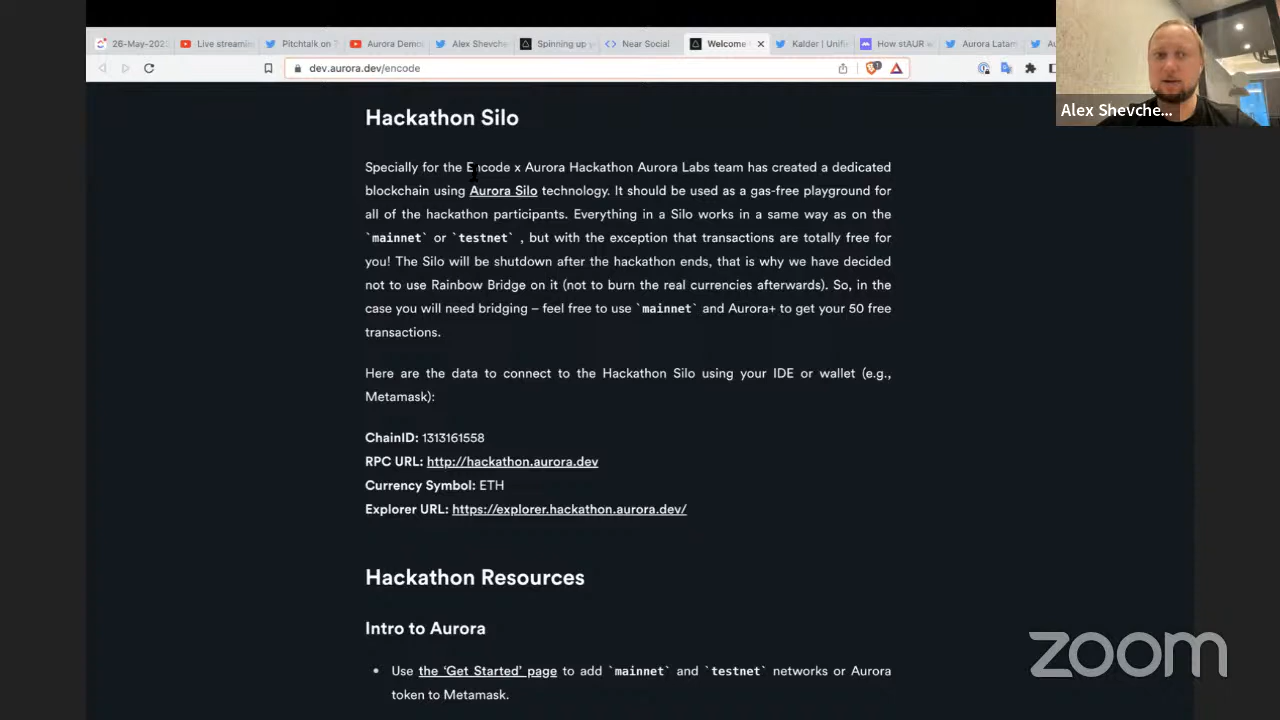 26-May-202
Live streamin
Pitchtalk on T
Aurora Demo
Alex Shevche
Spinning up y
Near Social
Welcome
Kalder | Unifi
How stAUR w
Aurora Latam
Au
dev.aurora.dev/encode
Alex Shevche...
Hackathon Silo
Specially for the Encode x Aurora Hackathon Aurora Labs team has created a dedicated
blockchain using Aurora Silo technology. It should be used as a gas-free playground for
all of the hackathon participants. Everything in a Silo works in a same way as on the
`mainnet` or `testnet` , but with the exception that transactions are totally free for
you! The Silo will be shutdown after the hackathon ends, that is why we have decided
not to use Rainbow Bridge on it (not to burn the real currencies afterwards). So, in the
case you will need bridging – feel free to use `mainnet` and Aurora+ to get your 50 free
transactions.
Here are the data to connect to the Hackathon Silo using your IDE or wallet (e.g.,
Metamask):
ChainID: 1313161558
RPC URL: http://hackathon.aurora.dev
Currency Symbol: ETH
Explorer URL: https://explorer.hackathon.aurora.dev/
Hackathon Resources
Intro to Aurora
• Use the ‘Get Started’ page to add `mainnet` and `testnet` networks or Aurora
token to Metamask.
zoom